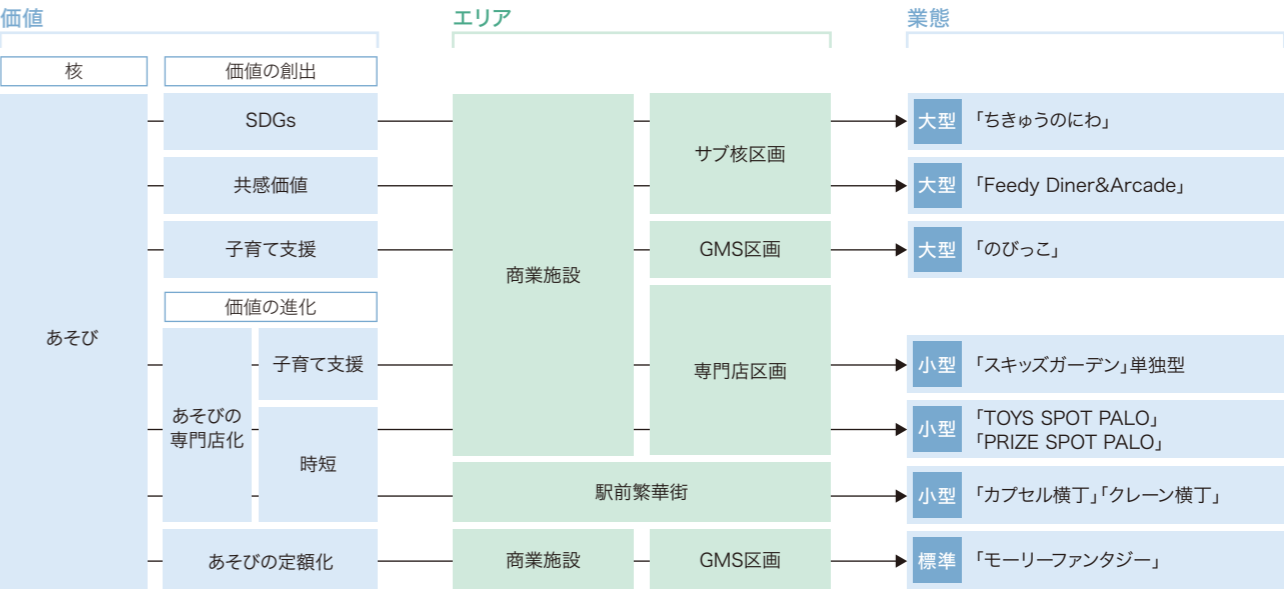 価値
エリア
業態
核
価値の創出
あそび
SDGs
共感価値
子育て支援
価値の進化
あそびの
専門店化
子育て支援
時短
あそびの定額化
商業施設
サブ核区画
GMS区画
専門店区画
駅前繁華街
商業施設
GMS区画
大型 「ちきゅうのにわ」
大型 「Feedy Diner&Arcade」
大型 「のびっこ」
小型 「スキッズガーデン」単独型
小型 「TOYS SPOT PALO」
「PRIZE SPOT PALO」
小型 「カプセル横丁」「クレーン横丁」
標準 「モーリーファンタジー」